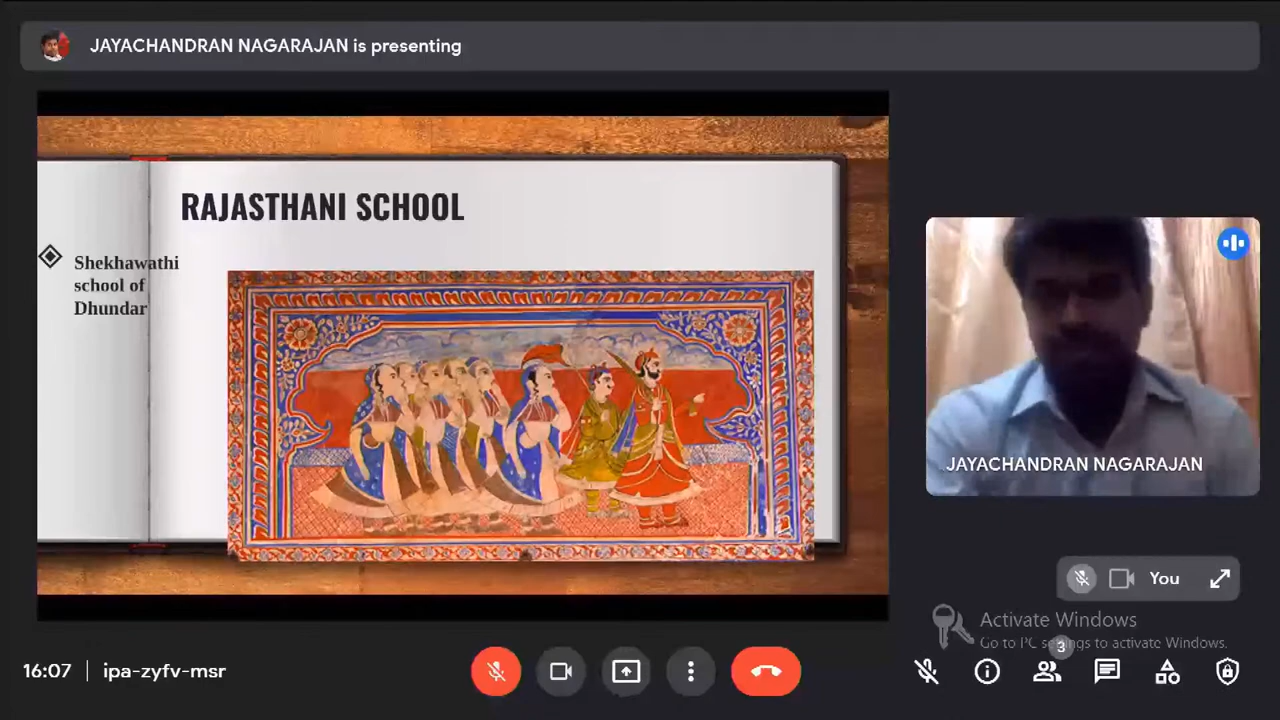 JAYACHANDRAN NAGARAJAN is presenting
RAJASTHANI SCHOOL
Shekhawathi
school of
Dhundar
JAYACHANDRAN NAGARAJAN
You
Activate Windows
Go to PC settings to activate Windows.
3
16:07 | ipa-zyfv-msr